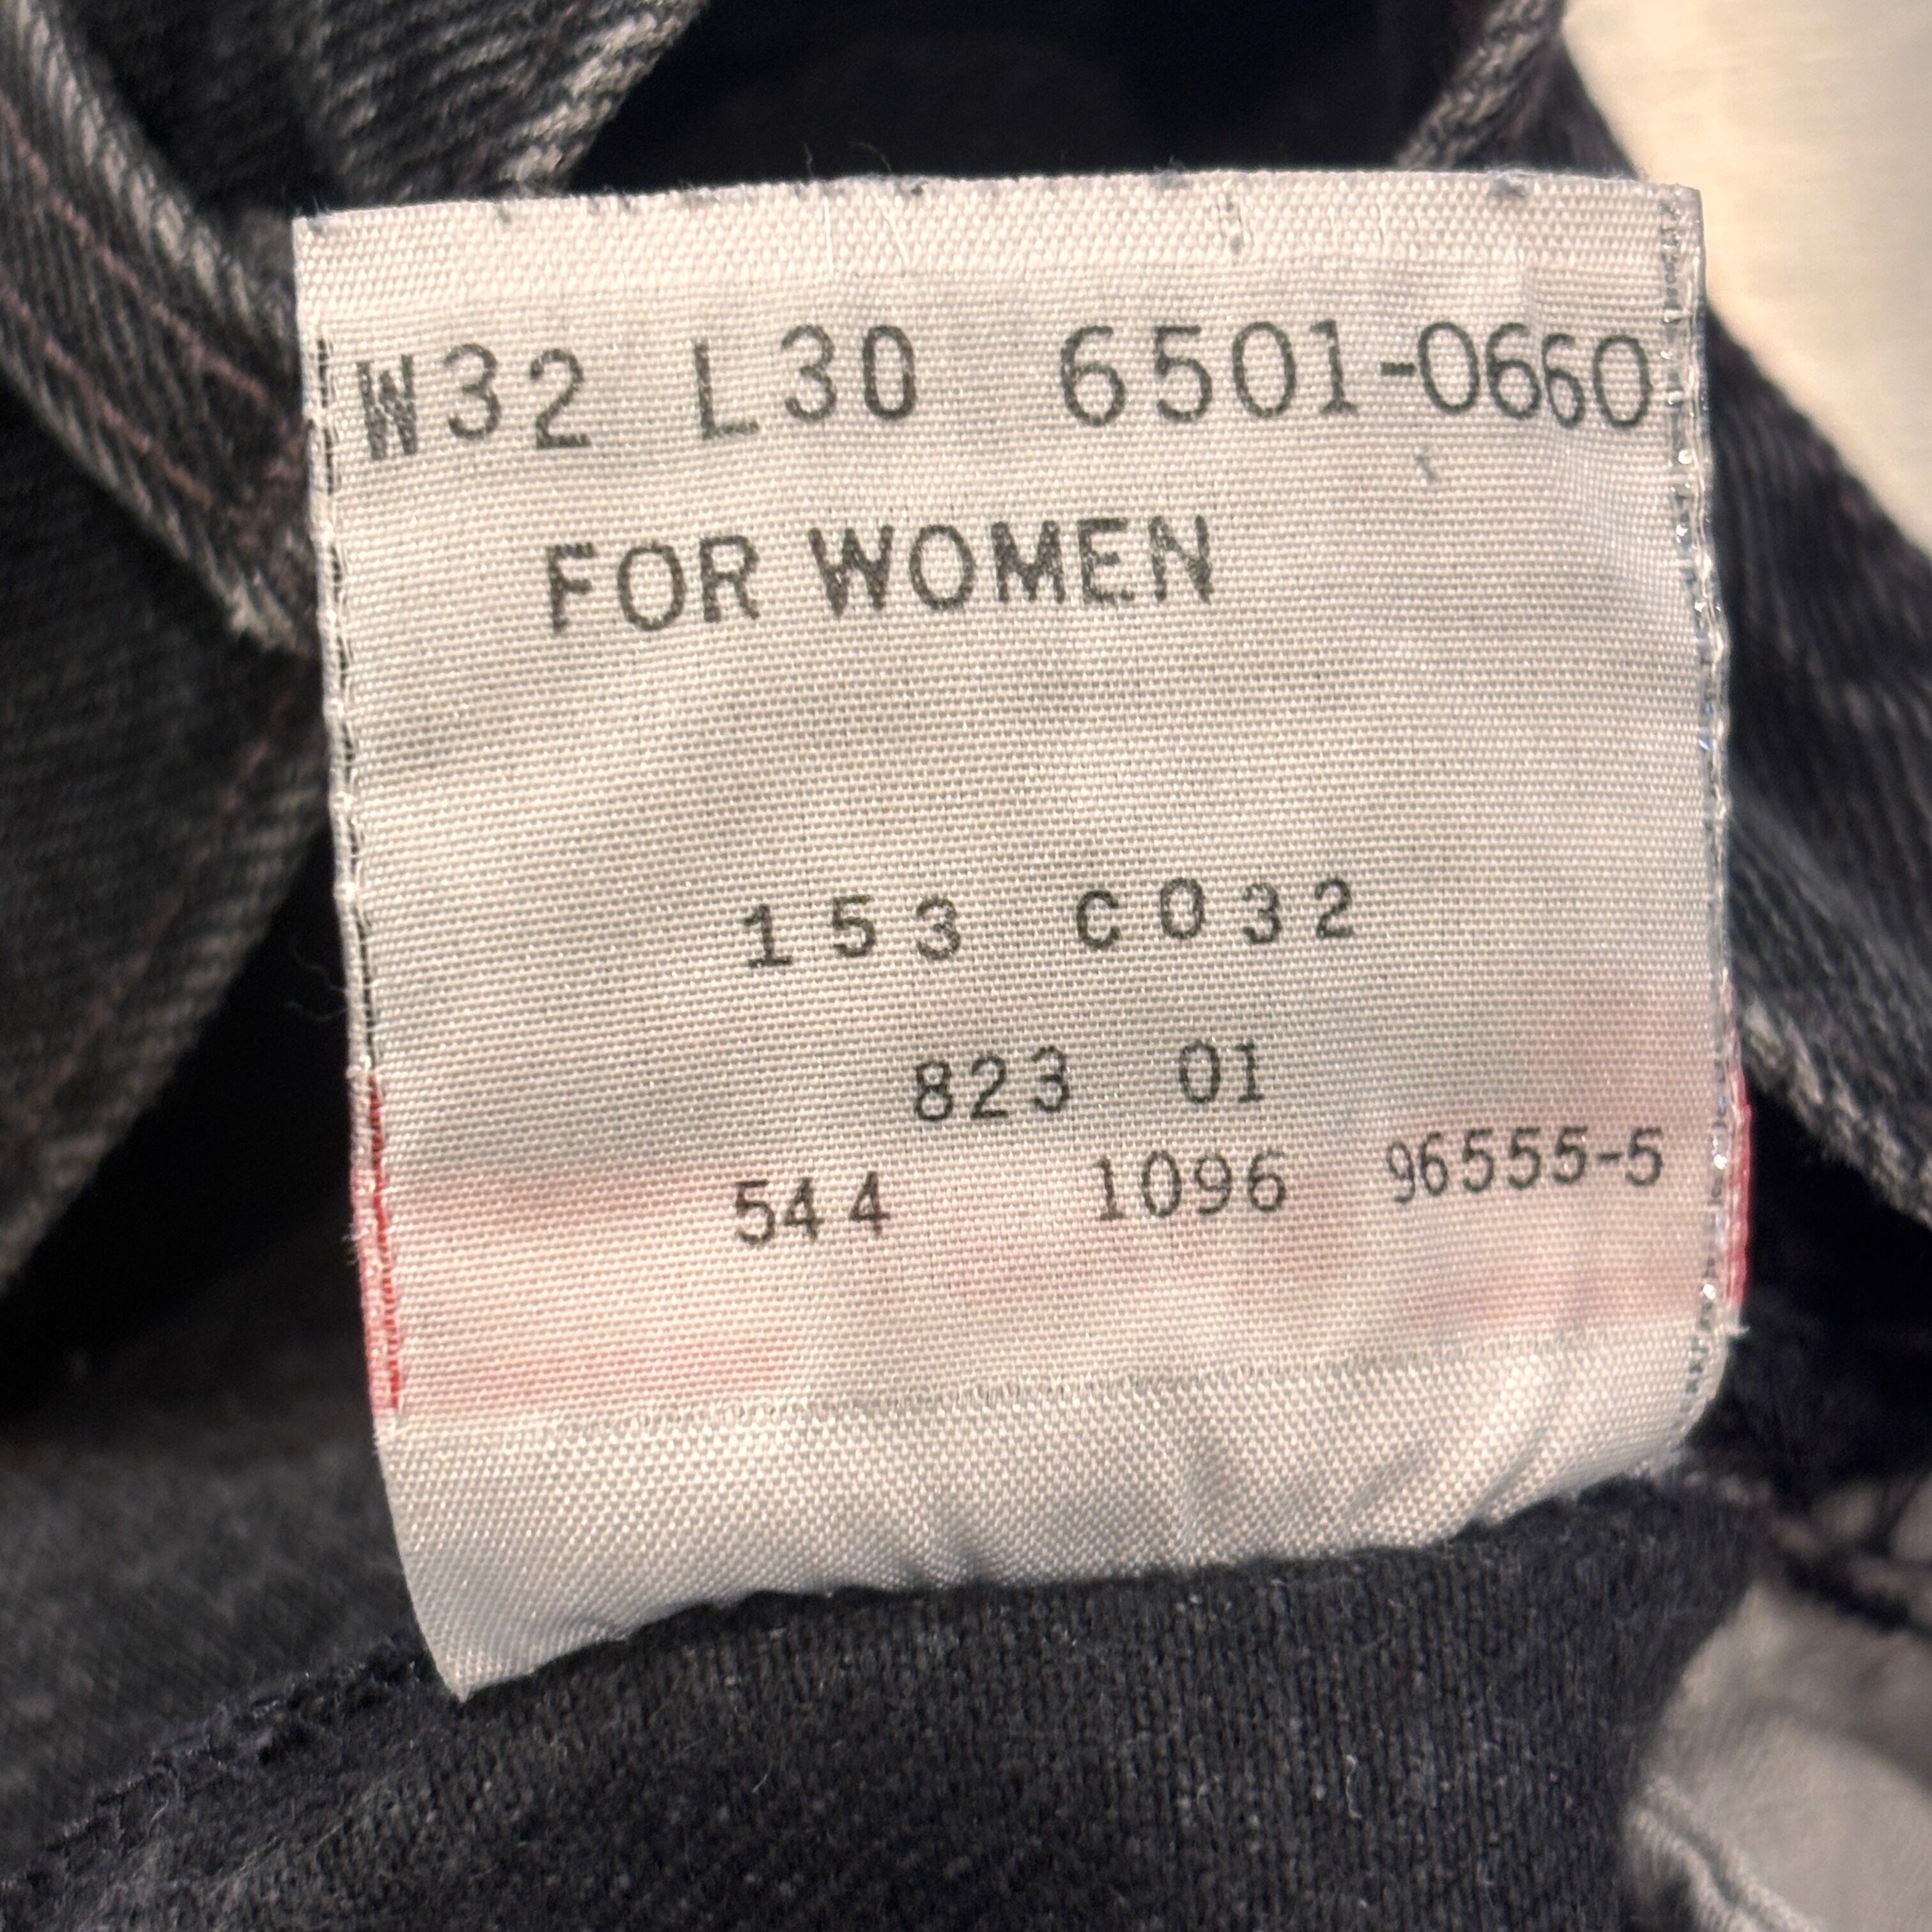 W32 L30 6501-0660
FOR WOMEN
153 C032
823 01
544 1096 96555-5